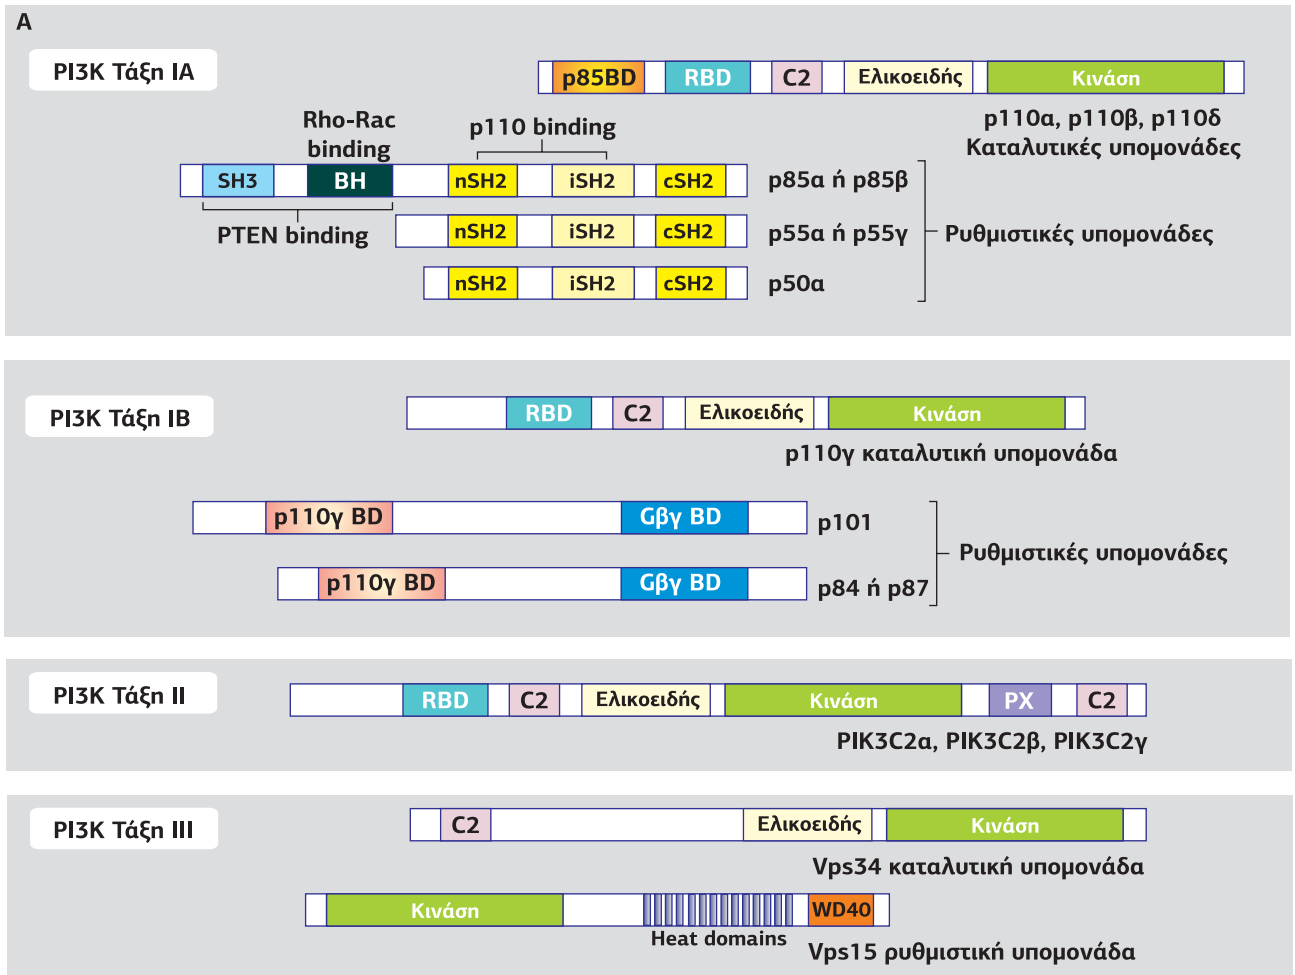 A
PI3K Τάξη IA
p85BD RBD C2 Ελικοειδής Κινάση
p110α, p110β, p110δ
Καταλυτικές υπομονάδες
Rho-Rac
binding
p110 binding
SH3 BH nSH2 iSH2 cSH2 p85α ή p85β
PTEN binding
nSH2 iSH2 cSH2 p55α ή p55γ
Ρυθμιστικές υπομονάδες
nSH2 iSH2 cSH2 p50α
PI3K Τάξη IB
RBD C2 Ελικοειδής Κινάση
p110γ καταλυτική υπομονάδα
p110γ BD Gβγ BD p101
Ρυθμιστικές υπομονάδες
p110γ BD Gβγ BD p84 ή p87
PI3K Τάξη II
RBD C2 Ελικοειδής Κινάση PX C2
PIK3C2α, PIK3C2β, PIK3C2γ
PI3K Τάξη III
C2 Ελικοειδής Κινάση
Vps34 καταλυτική υπομονάδα
Κινάση WD40
Heat domains
Vps15 ρυθμιστική υπομονάδα